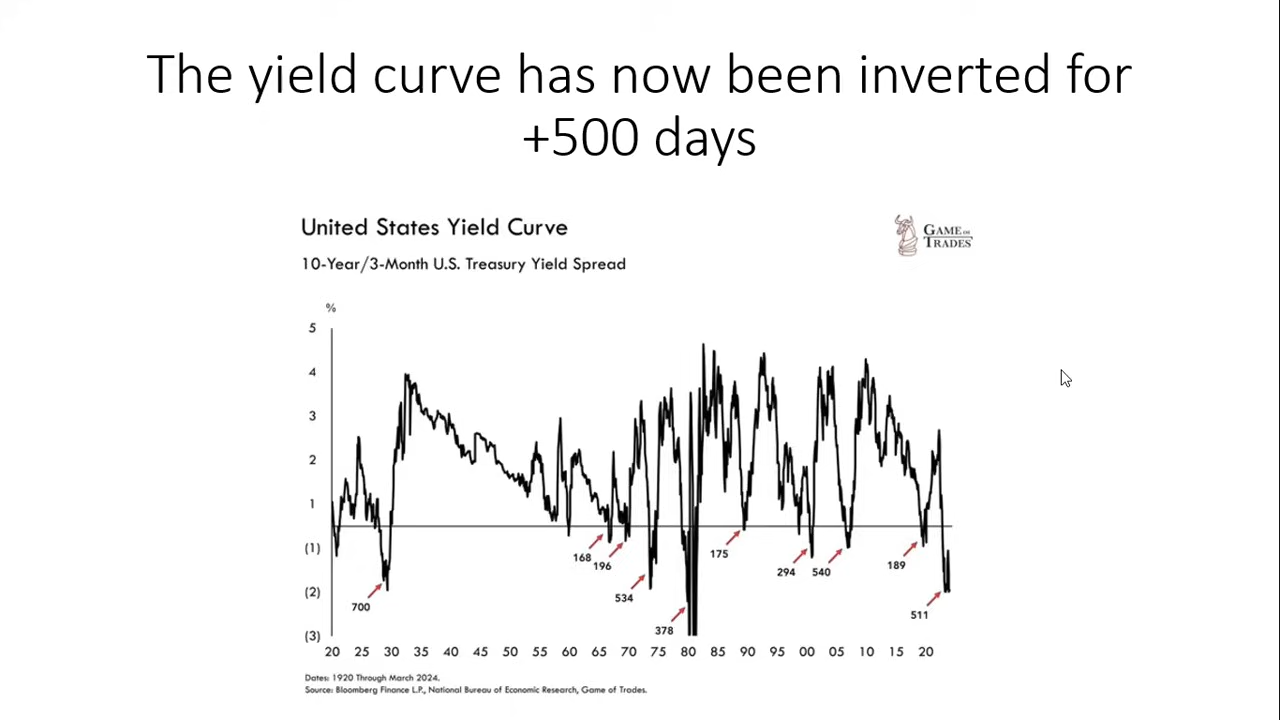 The yield curve has now been inverted for
+500 days
United States Yield Curve
GAME OF
TRADES
10-Year/3-Month U.S. Treasury Yield Spread
%
5
4
3
2
1
(1)
(2)
(3)
700
168
196
534
378
175
294
540
189
511
20 25 30 35 40 45 50 55 60 65 70 75 80 85 90 95 00 05 10 15 20
Dates: 1920 Through March 2024.
Source: Bloomberg Finance L.P., National Bureau of Economic Research, Game of Trades.